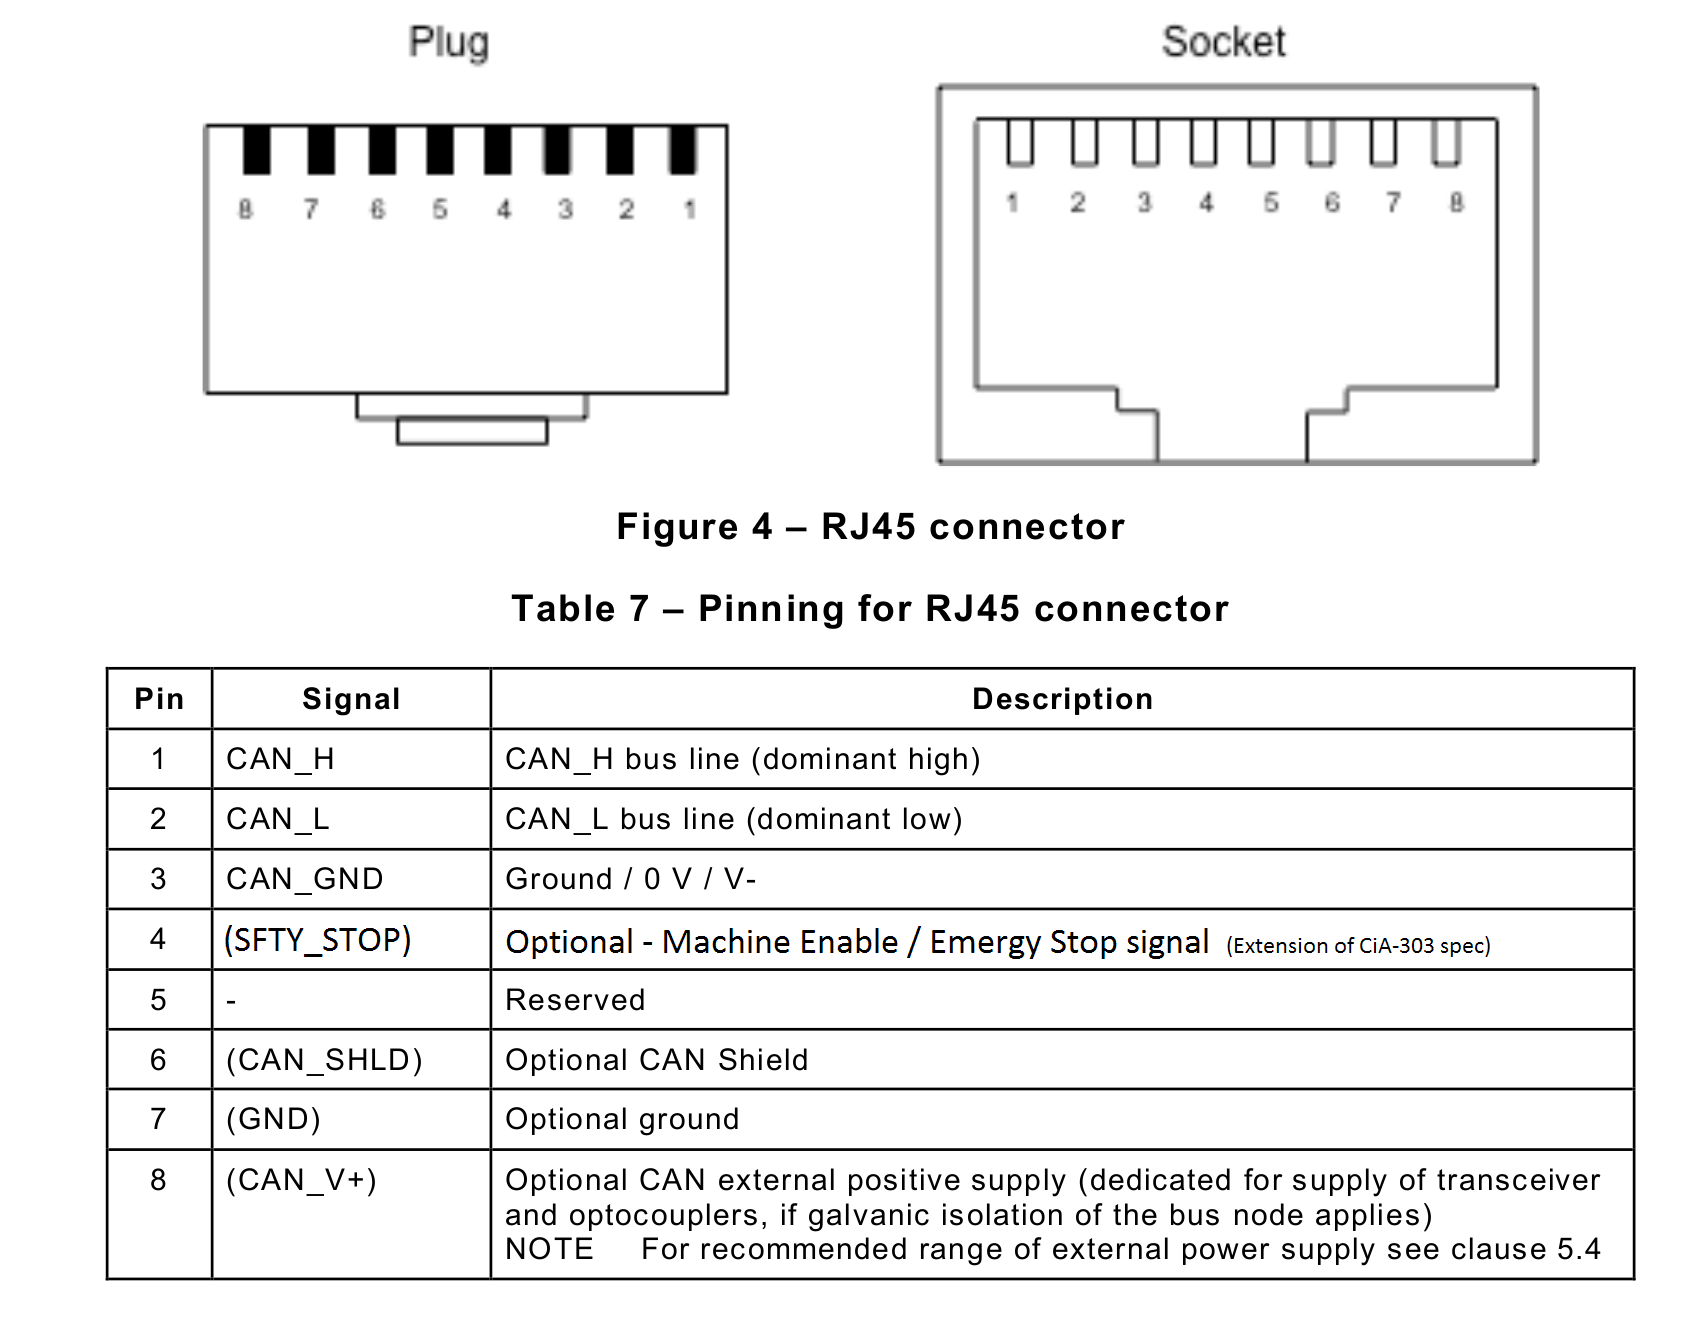 Plug Socket
8 7 6 5 4 3 2 1
1 2 3 4 5 6 7 8
Figure 4 – RJ45 connector
Table 7 – Pinning for RJ45 connector
Pin Signal Description
1 CAN_H CAN_H bus line (dominant high)
2 CAN_L CAN_L bus line (dominant low)
3 CAN_GND Ground / 0 V / V-
4 (SFTY_STOP) Optional - Machine Enable / Emergy Stop signal (Extension of CiA-303 spec)
5 - Reserved
6 (CAN_SHLD) Optional CAN Shield
7 (GND) Optional ground
8 (CAN_V+) Optional CAN external positive supply (dedicated for supply of transceiver
and optocouplers, if galvanic isolation of the bus node applies)
NOTE For recommended range of external power supply see clause 5.4